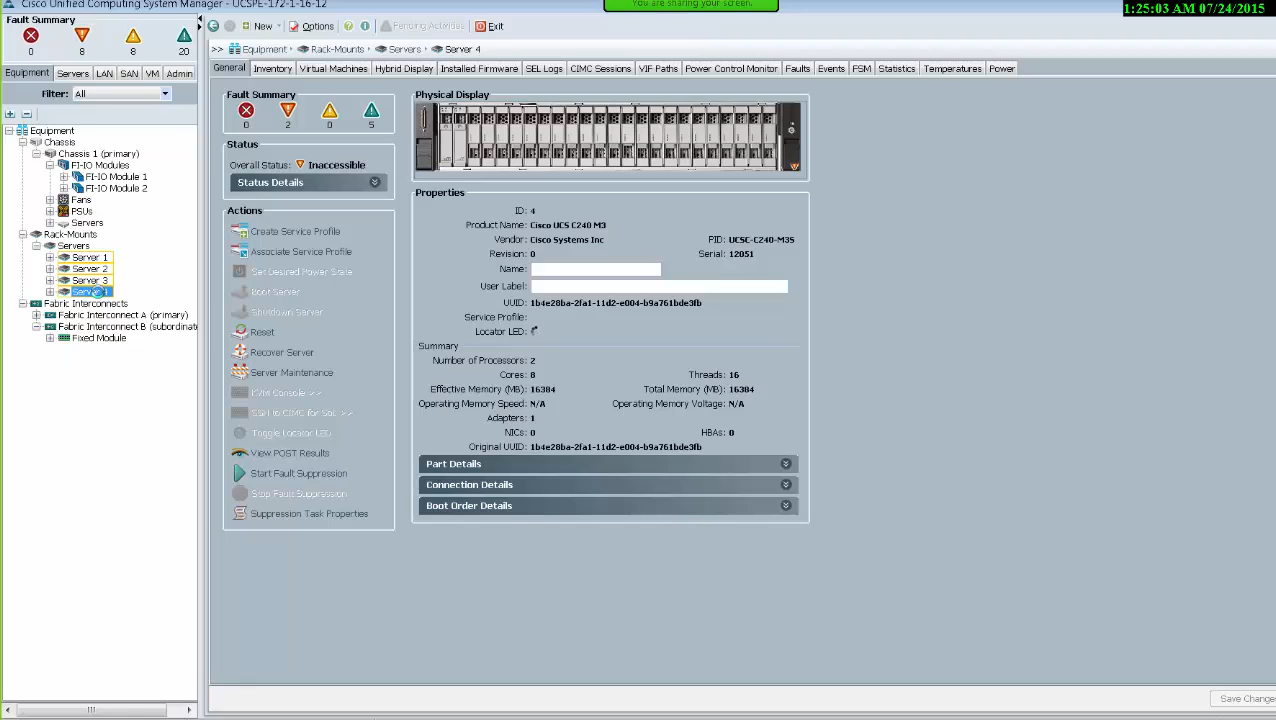 Cisco Unified Computing System Manager - UCSPE-172-1-16-12
You are sharing your screen.
1:25:03 AM 07/24/2015
Fault Summary
0 8 8 20
New Options Pending Activities Exit
>> Equipment Rack-Mounts Servers Server 4
Equipment Servers LAN SAN VM Admin
General Inventory Virtual Machines Hybrid Display Installed Firmware SEL Logs CIMC Sessions VIF Paths Power Control Monitor Faults Events FSM Statistics Temperatures Power
Filter: All
Equipment
Chassis
Chassis 1 (primary)
FI-IO Modules
FI-IO Module 1
FI-IO Module 2
Fans
PSUs
Servers
Rack-Mounts
Servers
Server 1
Server 2
Server 3
Fabric Interconnects
Fabric Interconnect A (primary)
Fabric Interconnect B (subordinat
Fixed Module
Fault Summary
0 2 0 5
Status
Overall Status: Inaccessible
Status Details
Actions
Create Service Profile
Associate Service Profile
Set Desired Power State
Boot Server
Shutdown Server
Reset
Recover Server
Server Maintenance
KVM Console >>
SSH to CIMC for SoL >>
Toggle Locator LED
View POST Results
Start Fault Suppression
Stop Fault Suppression
Suppression Task Properties
Physical Display
Properties
ID: 4
Product Name: Cisco UCS C240 M3
Vendor: Cisco Systems Inc PID: UCSC-C240-M3S
Revision: 0 Serial: 12051
Name:
User Label:
UUID: 1b4e28ba-2fa1-11d2-e004-b9a761bde3fb
Service Profile:
Locator LED:
Summary
Number of Processors: 2
Cores: 8 Threads: 16
Effective Memory (MB): 16384 Total Memory (MB): 16384
Operating Memory Speed: N/A Operating Memory Voltage: N/A
Adapters: 1
NICs: 0 HBAs: 0
Original UUID: 1b4e28ba-2fa1-11d2-e004-b9a761bde3fb
Part Details
Connection Details
Boot Order Details
Save Change